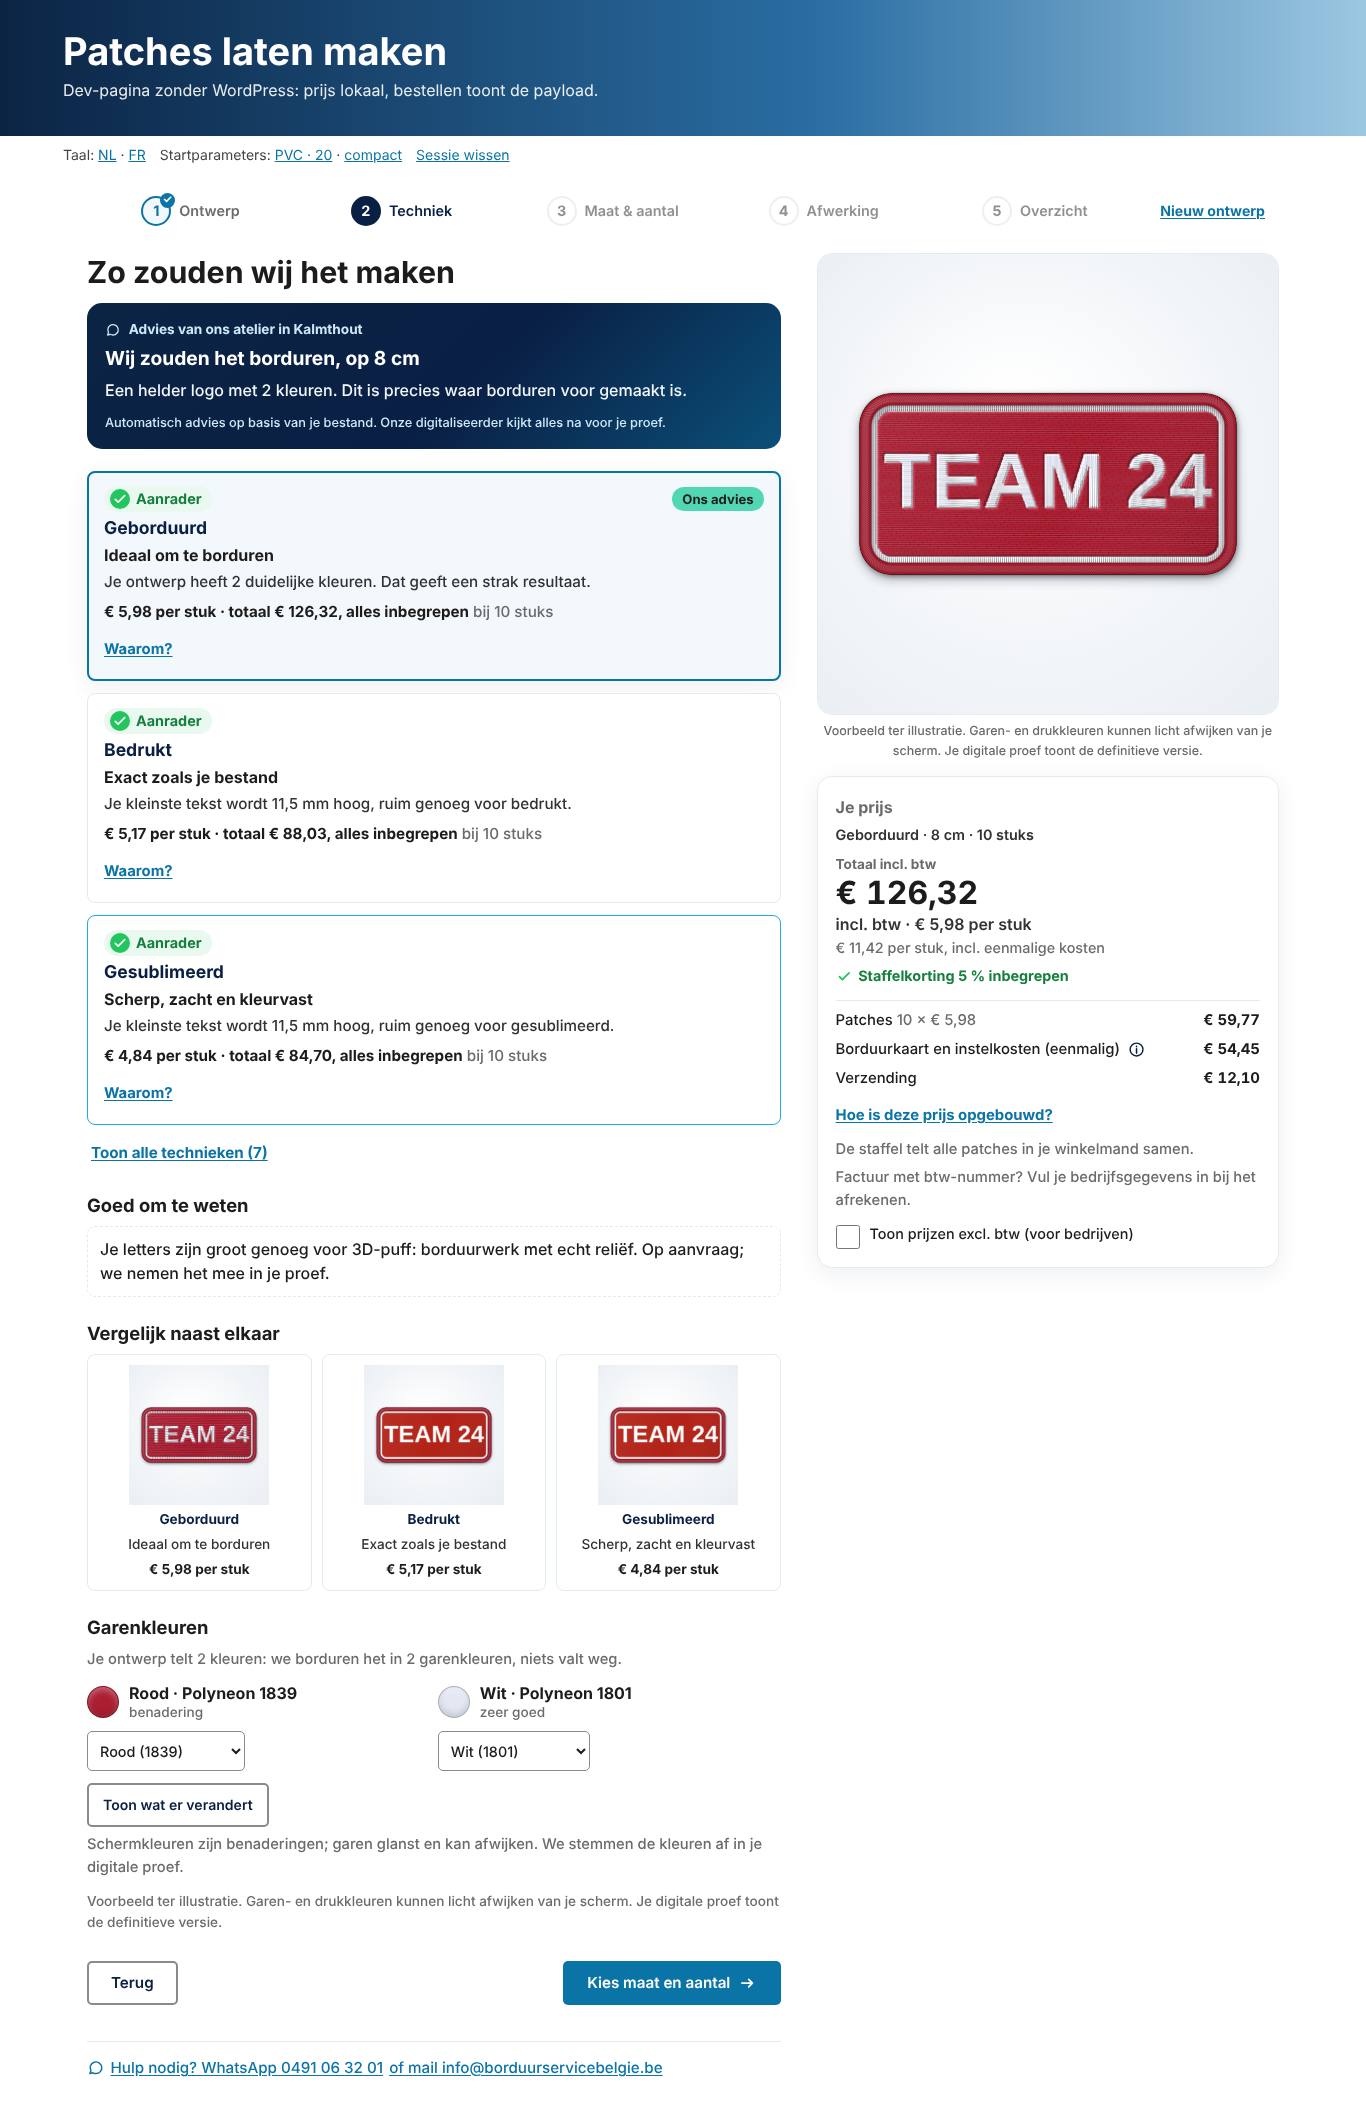 Patches laten maken
Dev-pagina zonder WordPress: prijs lokaal, bestellen toont de payload.
Taal: NL · FR Startparameters: PVC · 20 · compact Sessie wissen
1 Ontwerp
2 Techniek
3 Maat & aantal
4 Afwerking
5 Overzicht
Nieuw ontwerp
Zo zouden wij het maken
Advies van ons atelier in Kalmthout
Wij zouden het borduren, op 8 cm
Een helder logo met 2 kleuren. Dit is precies waar borduren voor gemaakt is.
Automatisch advies op basis van je bestand. Onze digitaliseerder kijkt alles na voor je proef.
Aanrader
Ons advies
Geborduurd
Ideaal om te borduren
Je ontwerp heeft 2 duidelijke kleuren. Dat geeft een strak resultaat.
€ 5,98 per stuk · totaal € 126,32, alles inbegrepen bij 10 stuks
Waarom?
Aanrader
Bedrukt
Exact zoals je bestand
Je kleinste tekst wordt 11,5 mm hoog, ruim genoeg voor bedrukt.
€ 5,17 per stuk · totaal € 88,03, alles inbegrepen bij 10 stuks
Waarom?
Aanrader
Gesublimeerd
Scherp, zacht en kleurvast
Je kleinste tekst wordt 11,5 mm hoog, ruim genoeg voor gesublimeerd.
€ 4,84 per stuk · totaal € 84,70, alles inbegrepen bij 10 stuks
Waarom?
Toon alle technieken (7)
Goed om te weten
Je letters zijn groot genoeg voor 3D-puff: borduurwerk met echt reliëf. Op aanvraag;
we nemen het mee in je proef.
Vergelijk naast elkaar
TEAM 24
Geborduurd
Ideaal om te borduren
€ 5,98 per stuk
TEAM 24
Bedrukt
Exact zoals je bestand
€ 5,17 per stuk
TEAM 24
Gesublimeerd
Scherp, zacht en kleurvast
€ 4,84 per stuk
Garenkleuren
Je ontwerp telt 2 kleuren: we borduren het in 2 garenkleuren, niets valt weg.
Rood · Polyneon 1839
benadering
Rood (1839)
Wit · Polyneon 1801
zeer goed
Wit (1801)
Toon wat er verandert
Schermkleuren zijn benaderingen; garen glanst en kan afwijken. We stemmen de kleuren af in je
digitale proef.
Voorbeeld ter illustratie. Garen- en drukkleuren kunnen licht afwijken van je scherm. Je digitale proef toont
de definitieve versie.
Terug
Kies maat en aantal
Hulp nodig? WhatsApp 0491 06 32 01 of mail info@borduurservicebelgie.be
TEAM 24
Voorbeeld ter illustratie. Garen- en drukkleuren kunnen licht afwijken van je
scherm. Je digitale proef toont de definitieve versie.
Je prijs
Geborduurd · 8 cm · 10 stuks
Totaal incl. btw
€ 126,32
incl. btw · € 5,98 per stuk
€ 11,42 per stuk, incl. eenmalige kosten
Staffelkorting 5 % inbegrepen
Patches 10 × € 5,98 € 59,77
Borduurkaart en instelkosten (eenmalig) € 54,45
Verzending € 12,10
Hoe is deze prijs opgebouwd?
De staffel telt alle patches in je winkelmand samen.
Factuur met btw-nummer? Vul je bedrijfsgegevens in bij het
afrekenen.
Toon prijzen excl. btw (voor bedrijven)